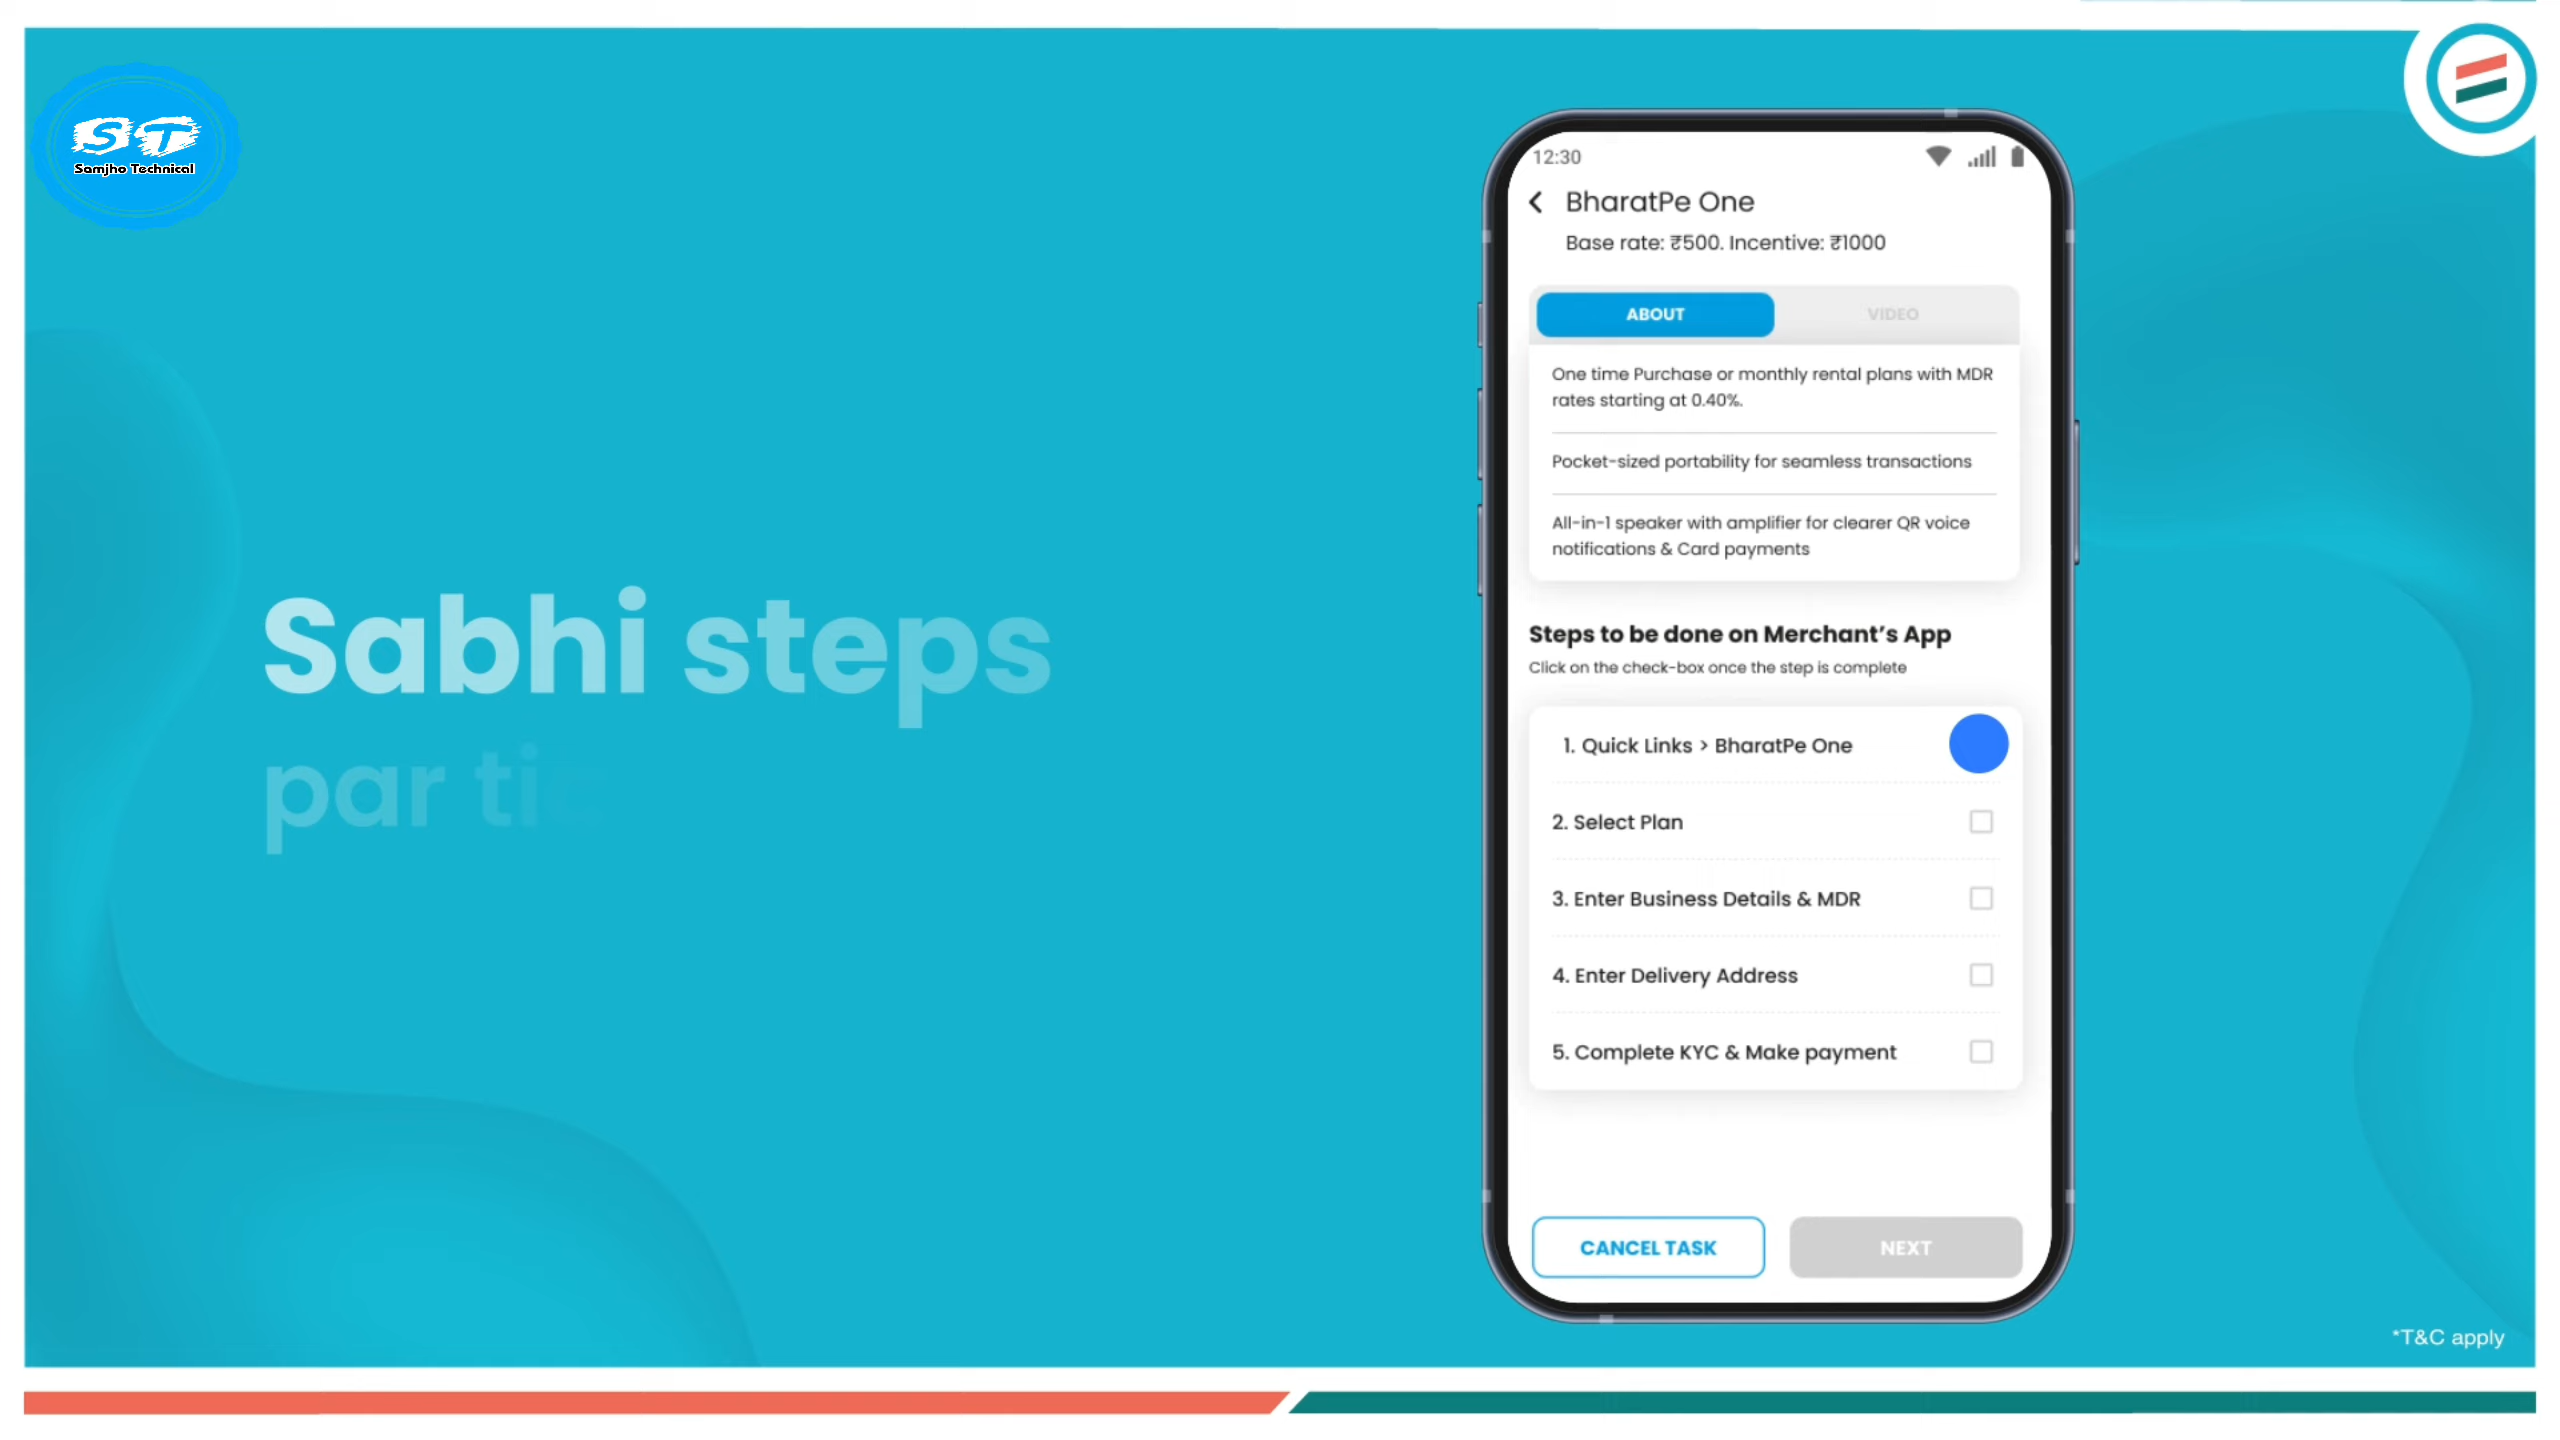 ST
Samjho Technical
Sabhi steps
par tic
12:30
BharatPe One
Base rate: ₹500. Incentive: ₹1000
ABOUT
VIDEO
One time Purchase or monthly rental plans with MDR
rates starting at 0.40%.
Pocket-sized portability for seamless transactions
All-in-1 speaker with amplifier for clearer QR voice
notifications & Card payments
Steps to be done on Merchant's App
Click on the check-box once the step is complete
1. Quick Links > BharatPe One
2. Select Plan
3. Enter Business Details & MDR
4. Enter Delivery Address
5. Complete KYC & Make payment
CANCEL TASK
NEXT
*T&C apply